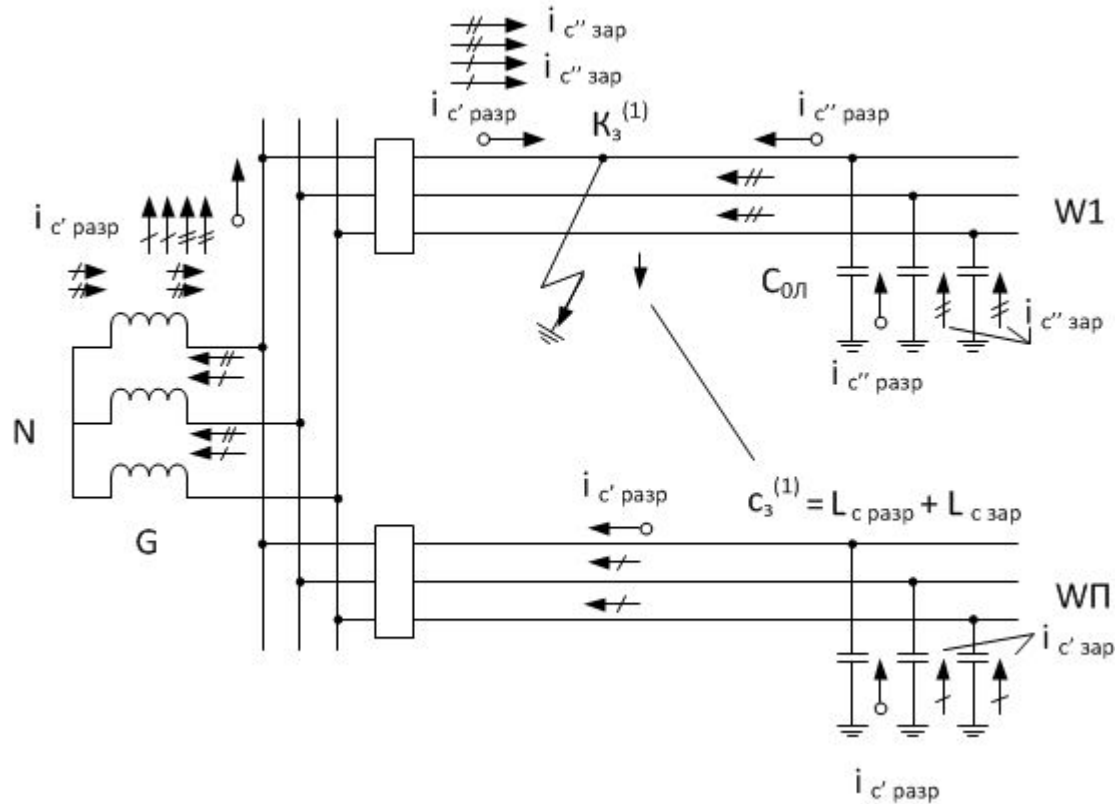 i c'' зар
i c'' зар
i c' разр
K з (1)
i c'' разр
W1
i c' разр
C 0Л
i c'' зар
i c'' разр
N
G
i c' разр
c з (1) = L c разр + L c зар
WП
i c' зар
i c' разр